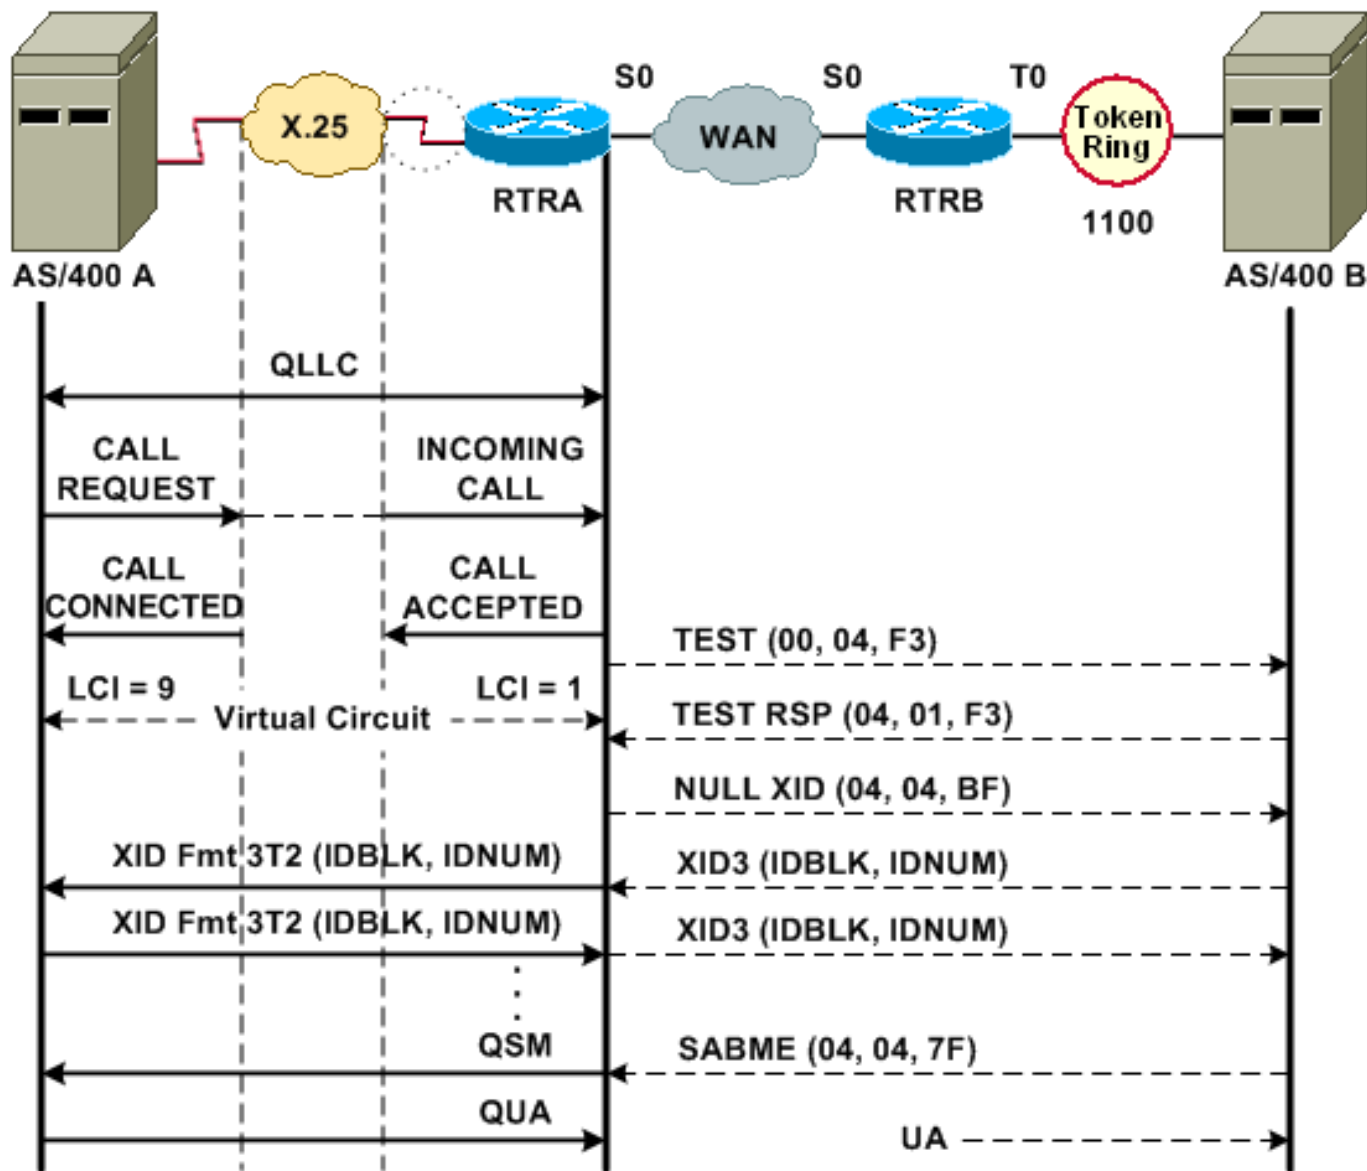 S0
S0
T0
X.25
WAN
Token
Ring
RTRA
RTRB
1100
AS/400 A
AS/400 B
QLLC
CALL
REQUEST
INCOMING
CALL
CALL
CONNECTED
CALL
ACCEPTED
TEST (00, 04, F3)
LCI = 9
LCI = 1
Virtual Circuit
TEST RSP (04, 01, F3)
NULL XID (04, 04, BF)
XID Fmt 3T2 (IDBLK, IDNUM)
XID3 (IDBLK, IDNUM)
XID Fmt 3T2 (IDBLK, IDNUM)
XID3 (IDBLK, IDNUM)
QSM
SABME (04, 04, 7F)
QUA
UA